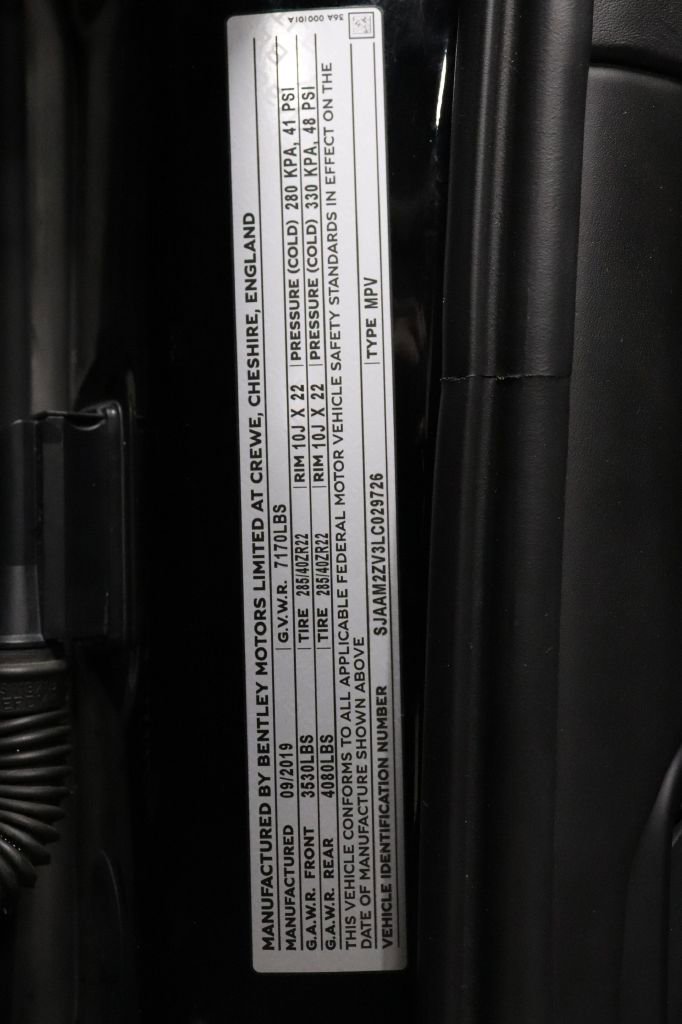 36A 000101A
MANUFACTURED BY BENTLEY MOTORS LIMITED AT CREWE, CHESHIRE, ENGLAND
MANUFACTURED 09/2019 G.V.W.R. 7170LBS
G.A.W.R. FRONT 3530LBS TIRE 285/40ZR22 RIM 10J X 22 PRESSURE (COLD) 280 KPA, 41 PSI
G.A.W.R. REAR 4080LBS TIRE 285/40ZR22 RIM 10J X 22 PRESSURE (COLD) 330 KPA, 48 PSI
THIS VEHICLE CONFORMS TO ALL APPLICABLE FEDERAL MOTOR VEHICLE SAFETY STANDARDS IN EFFECT ON THE
DATE OF MANUFACTURE SHOWN ABOVE
VEHICLE IDENTIFICATION NUMBER SJAAM2ZV3LC029726 TYPE MPV